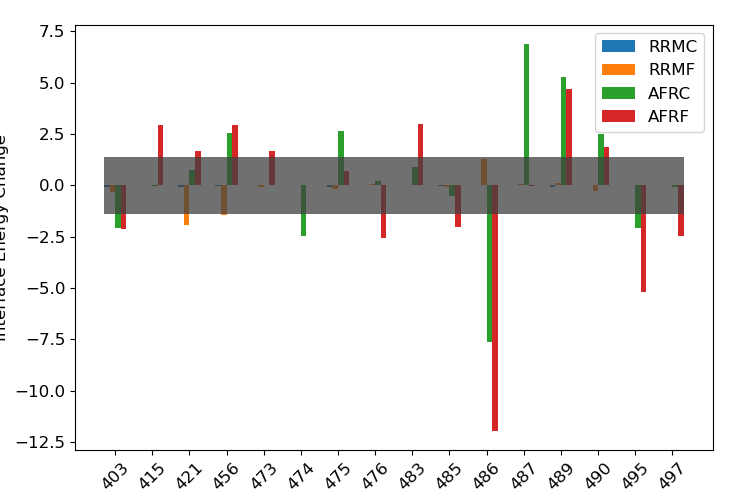 RRMC
RRMF
AFRC
AFRF
7.5
5.0
2.5
0.0
−2.5
−5.0
−7.5
−10.0
−12.5
Interface Energy Change
403 415 421 456 473 474 475 476 483 485 486 487 489 490 495 497